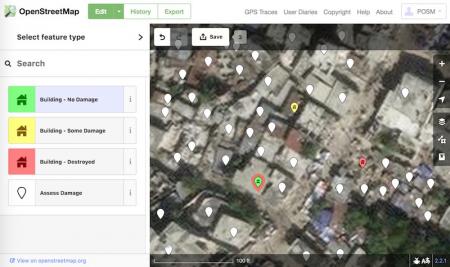 OpenStreetMap
Edit
History
Export
GPS Traces
User Diaries
Copyright
Help
About
POSM
Select feature type
Save
3
Search
Building - No Damage
Building - Some Damage
Building - Destroyed
Assess Damage
View on openstreetmap.org
100 ft
2.2.1